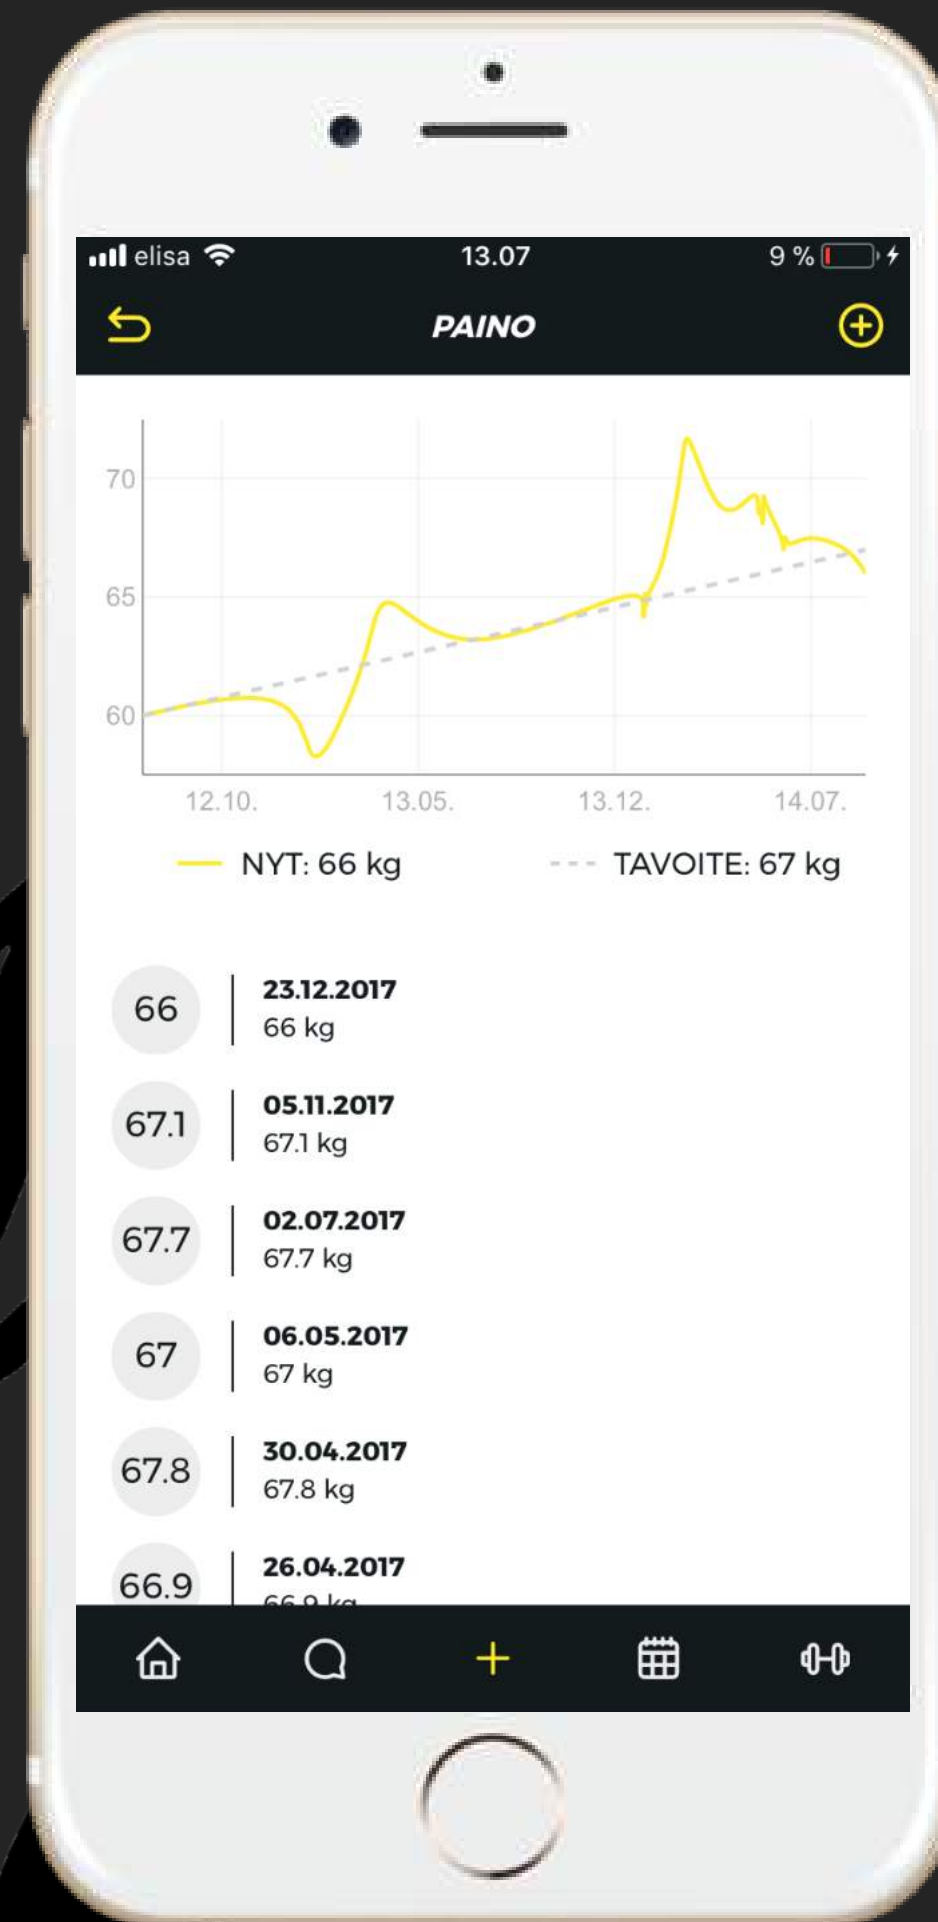 elisa 13.07 9 %
PAINO
70
65
60
12.10. 13.05. 13.12. 14.07.
NYT: 66 kg TAVOITE: 67 kg
66 23.12.2017
66 kg
67.1 05.11.2017
67.1 kg
67.7 02.07.2017
67.7 kg
67 06.05.2017
67 kg
67.8 30.04.2017
67.8 kg
66.9 26.04.2017
66.9 kg